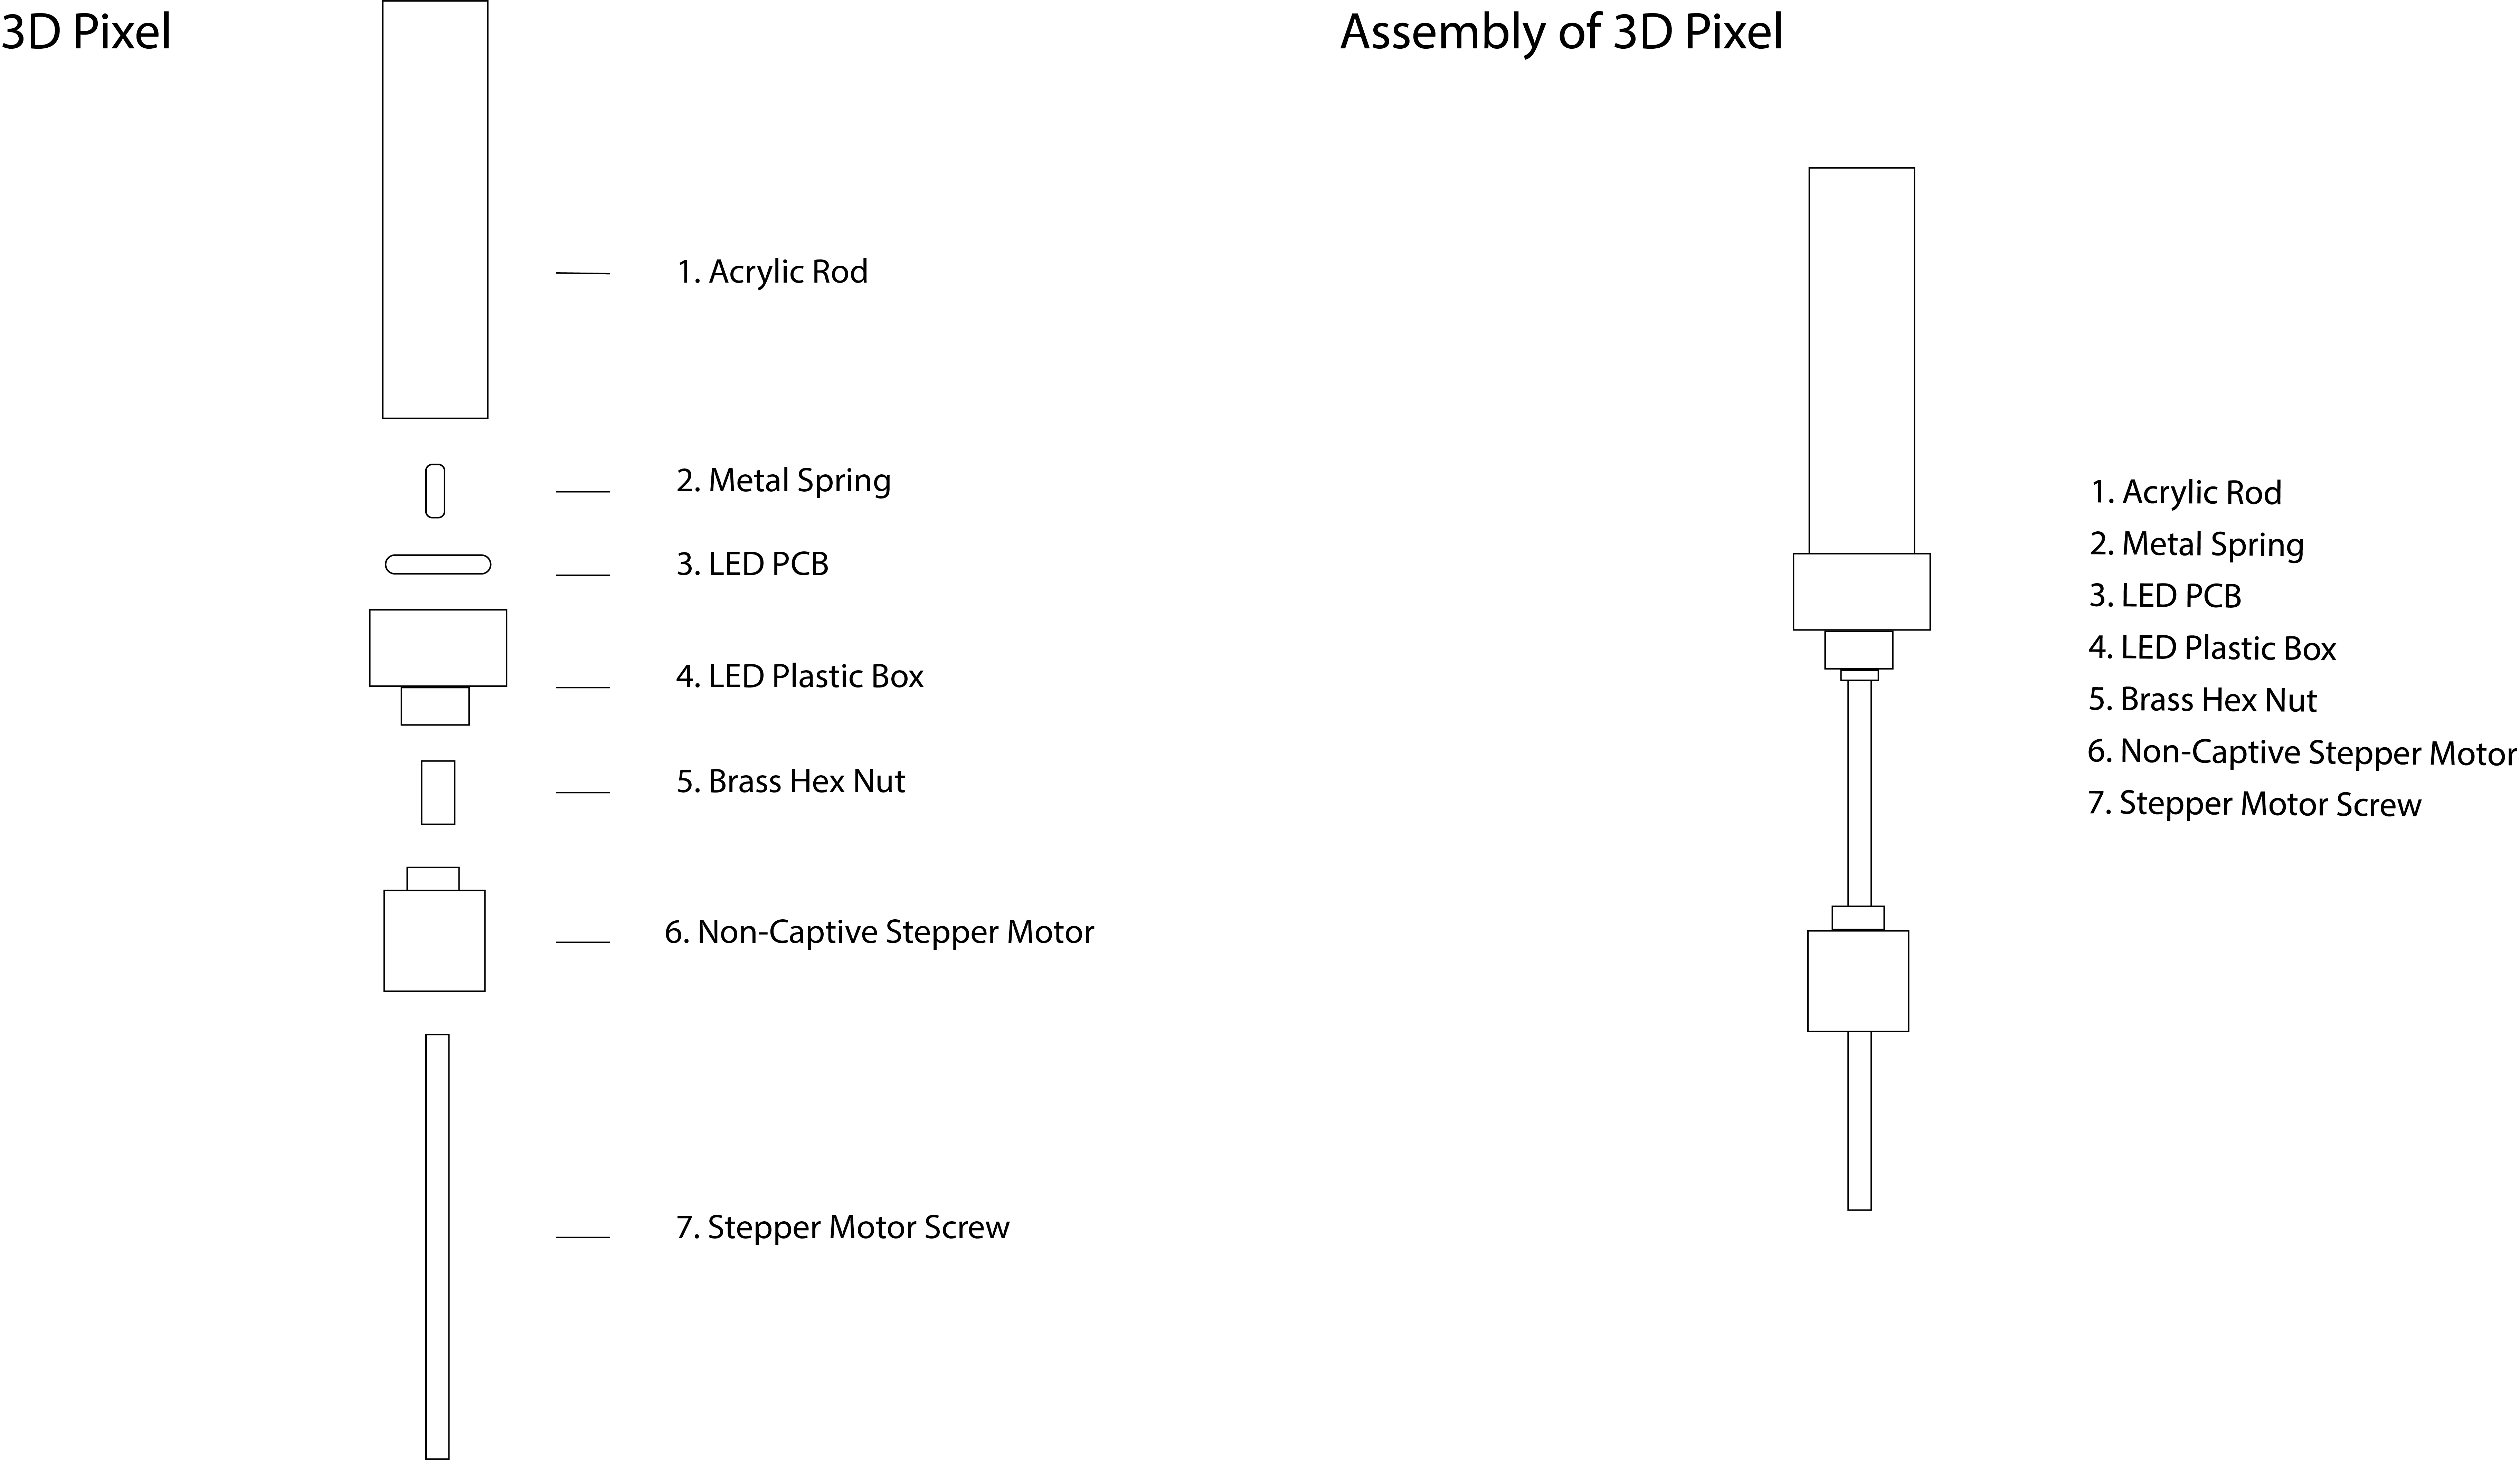 3D Pixel
1. Acrylic Rod
2. Metal Spring
3. LED PCB
4. LED Plastic Box
5. Brass Hex Nut
6. Non-Captive Stepper Motor
7. Stepper Motor Screw
Assembly of 3D Pixel
1. Acrylic Rod
2. Metal Spring
3. LED PCB
4. LED Plastic Box
5. Brass Hex Nut
6. Non-Captive Stepper Motor
7. Stepper Motor Screw